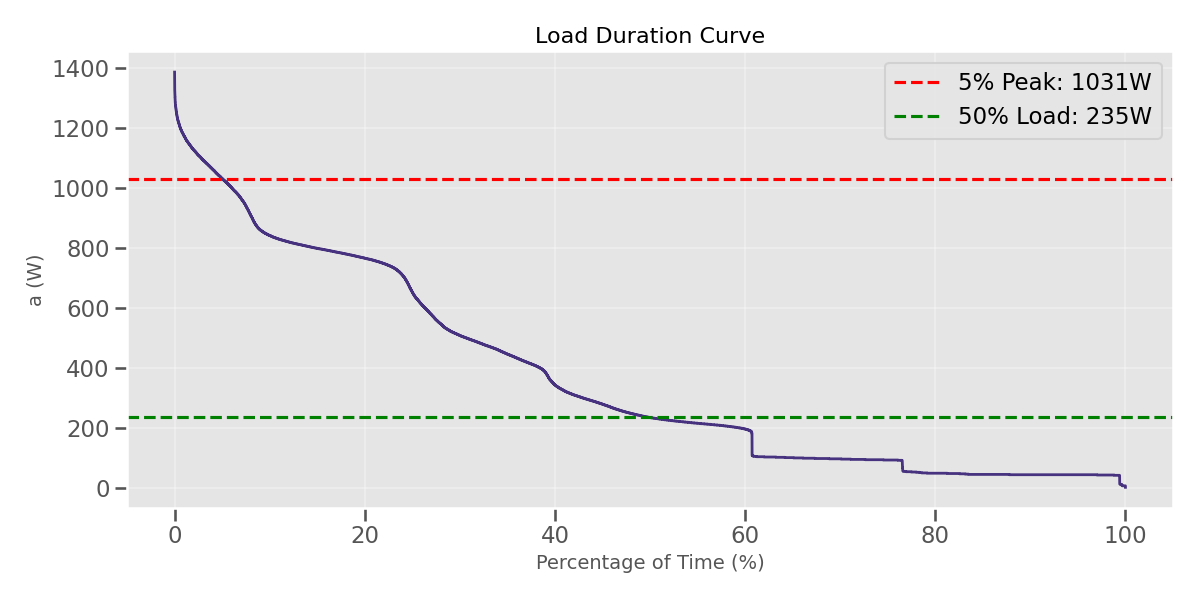 Load Duration Curve
5% Peak: 1031W
50% Load: 235W
a (W)
1400
1200
1000
800
600
400
200
0
0 20 40 60 80 100
Percentage of Time (%)